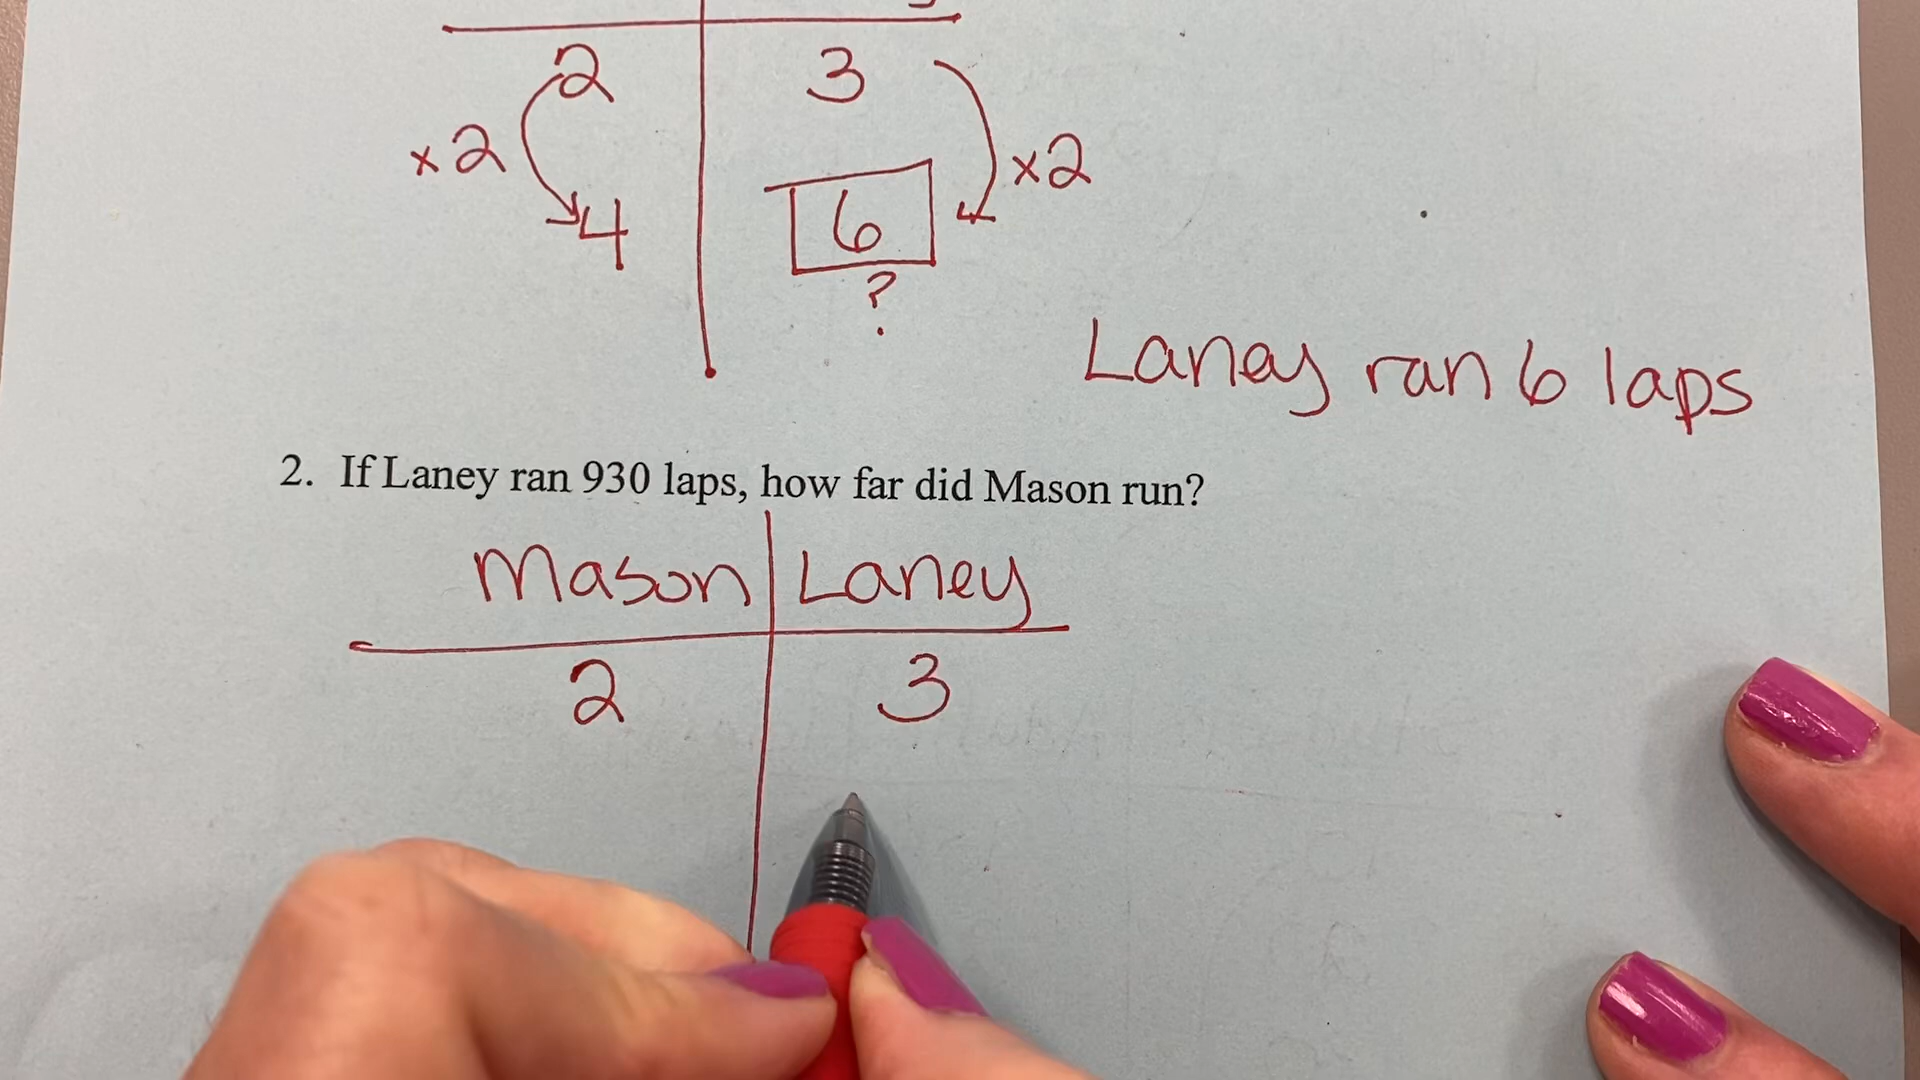 2 3
×2 ×2
4 6
?
Laney ran 6 laps
2. If Laney ran 930 laps, how far did Mason run?
Mason Laney
2 3